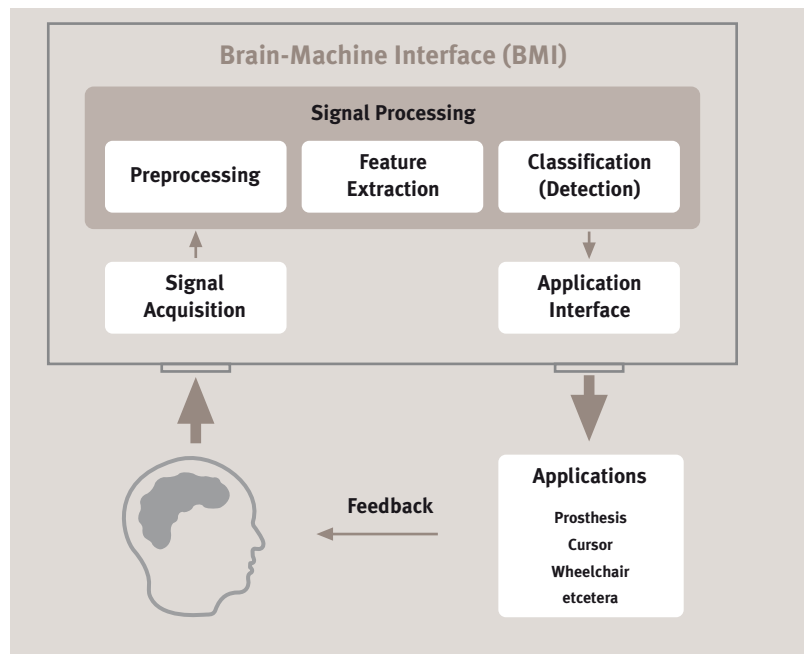 Brain-Machine Interface (BMI)
Signal Processing
Preprocessing
Feature
Extraction
Classification
(Detection)
Signal
Acquisition
Application
Interface
Feedback
Applications
Prosthesis
Cursor
Wheelchair
etcetera